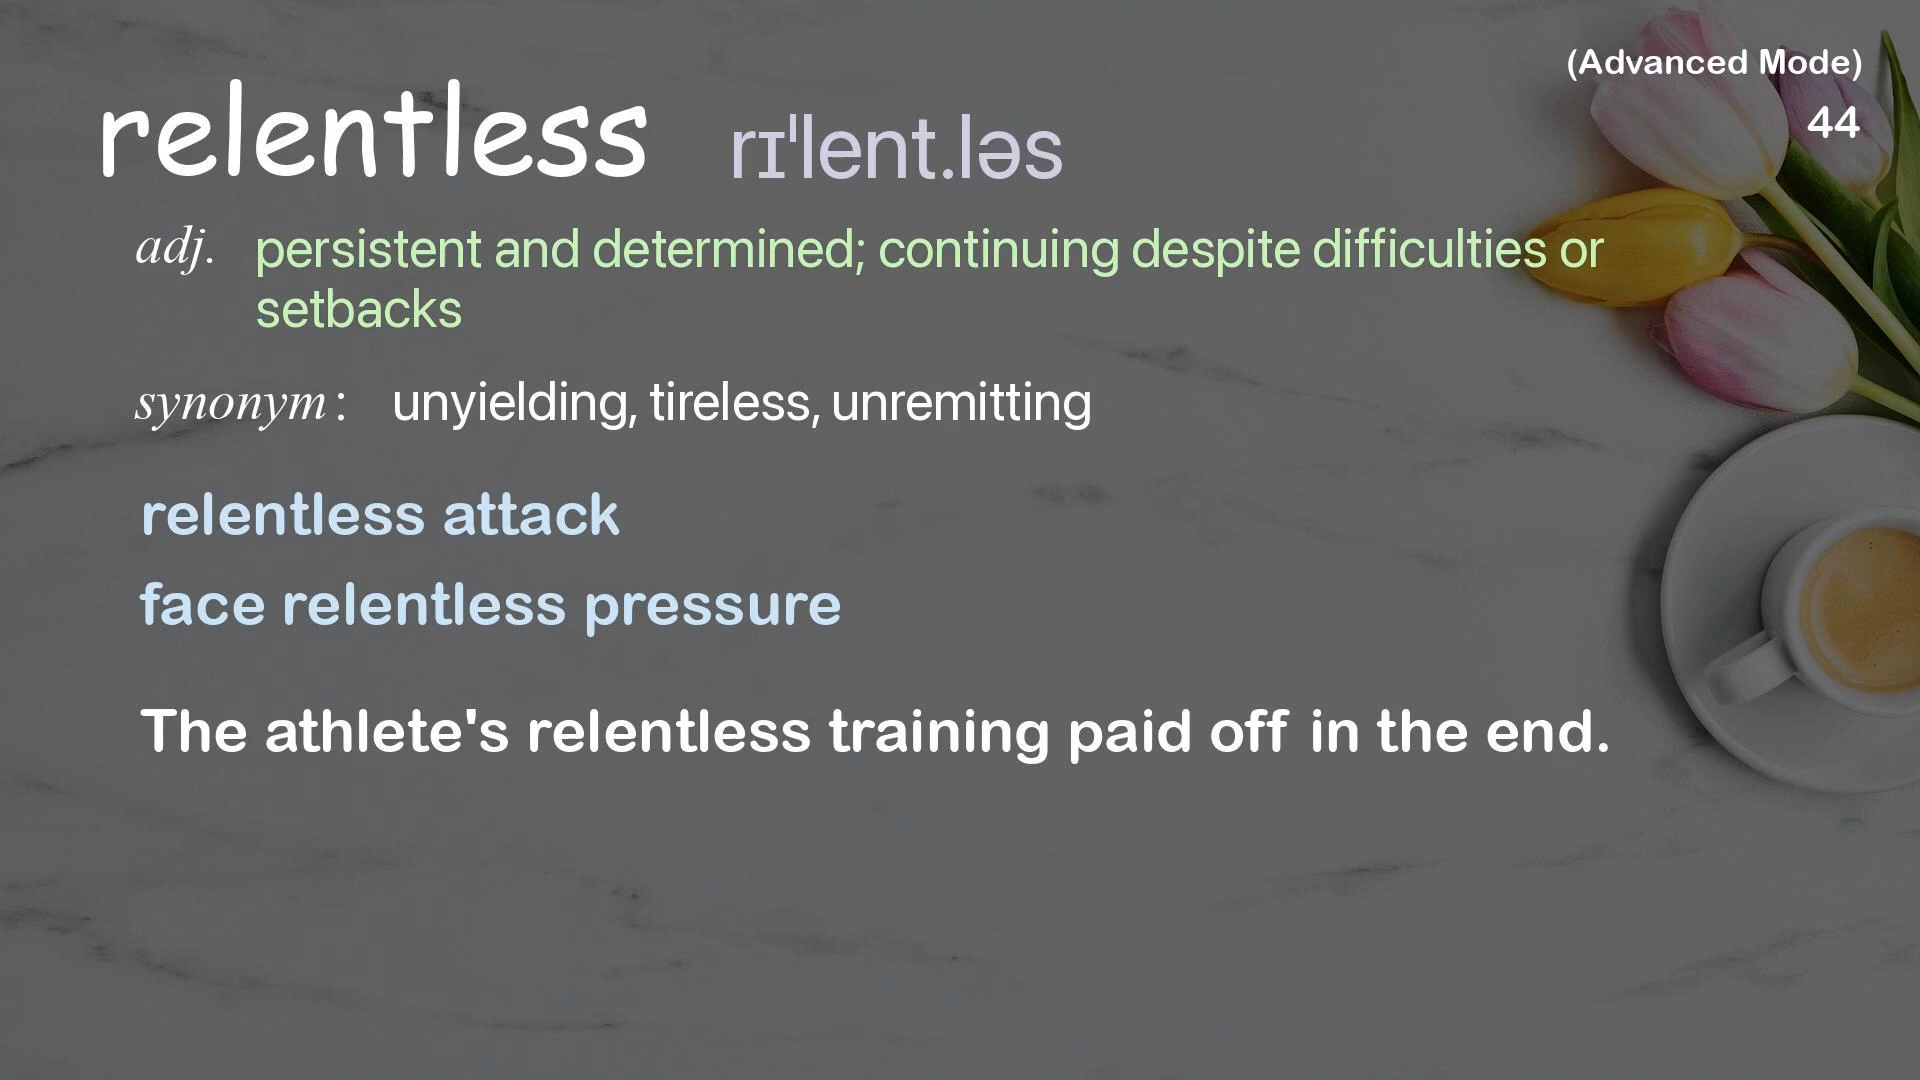 (Advanced Mode)
44
relentless rɪˈlent.ləs
adj. persistent and determined; continuing despite difficulties or
setbacks
synonym: unyielding, tireless, unremitting
relentless attack
face relentless pressure
The athlete's relentless training paid off in the end.